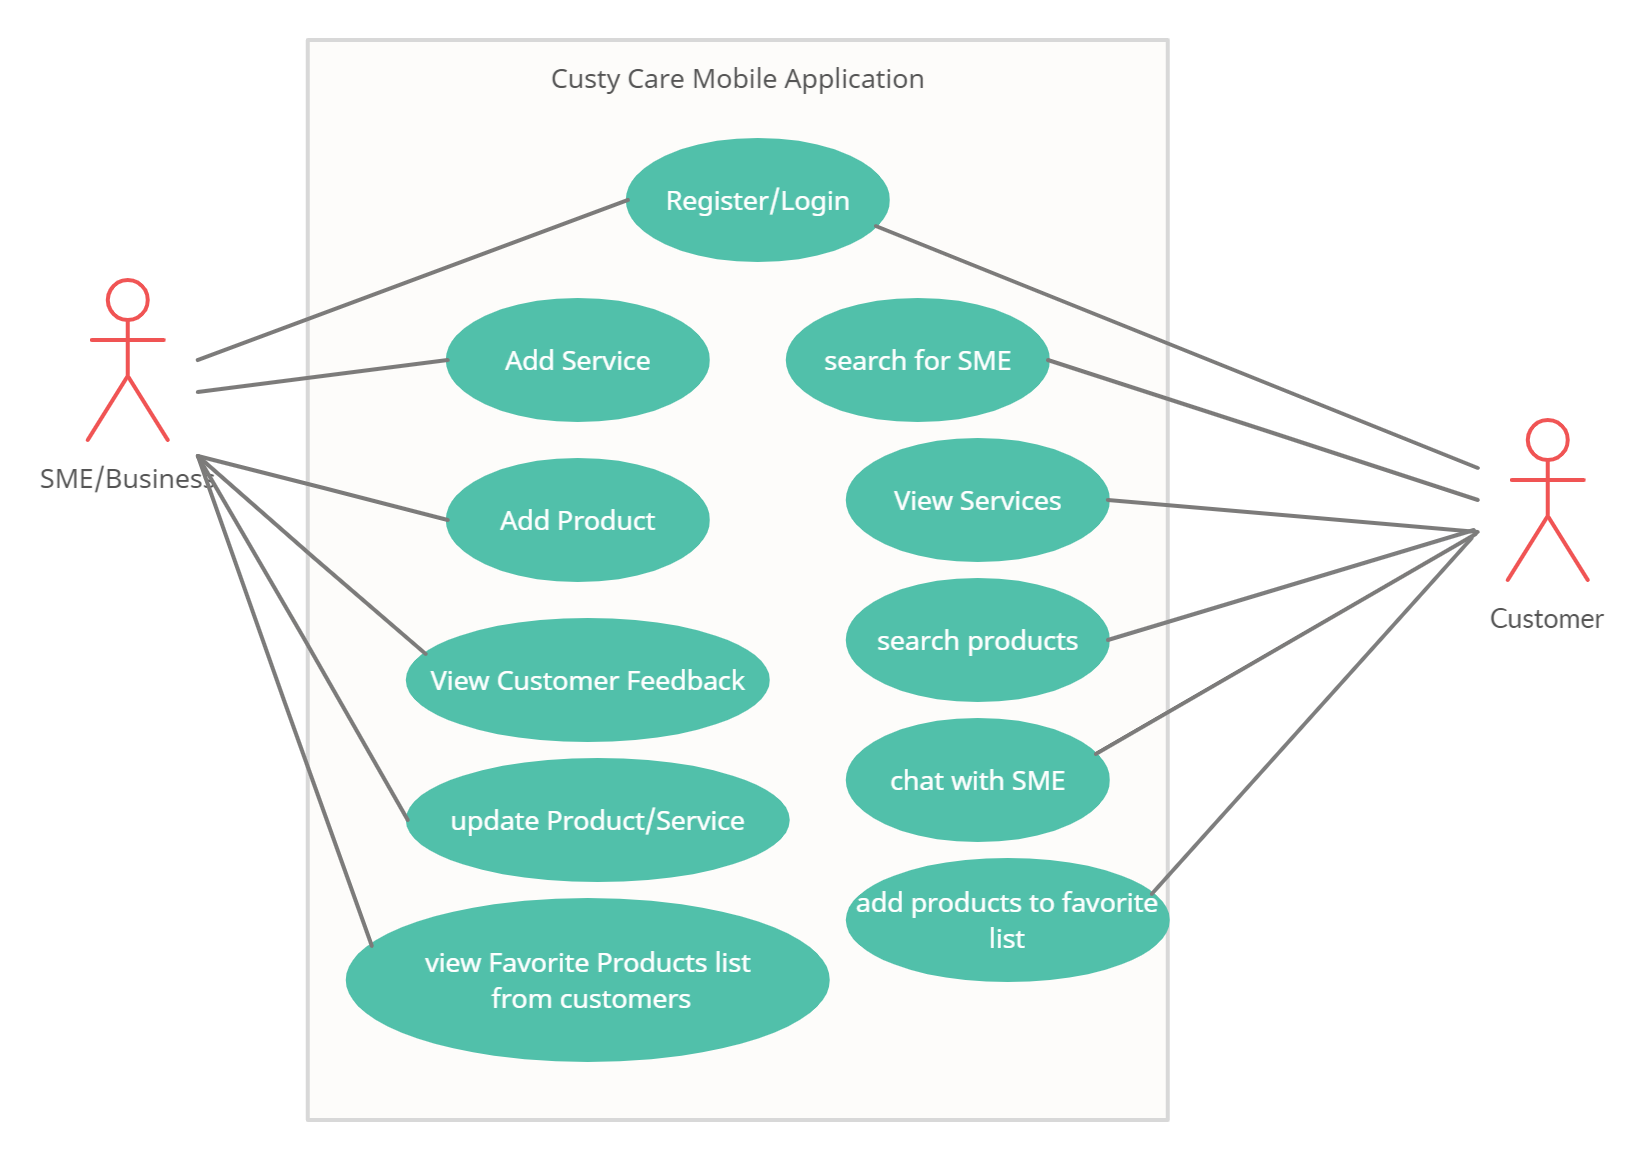 Custy Care Mobile Application
Register/Login
Add Service
search for SME
SME/Business
Add Product
View Services
Customer
search products
View Customer Feedback
chat with SME
update Product/Service
add products to favorite
list
view Favorite Products list
from customers